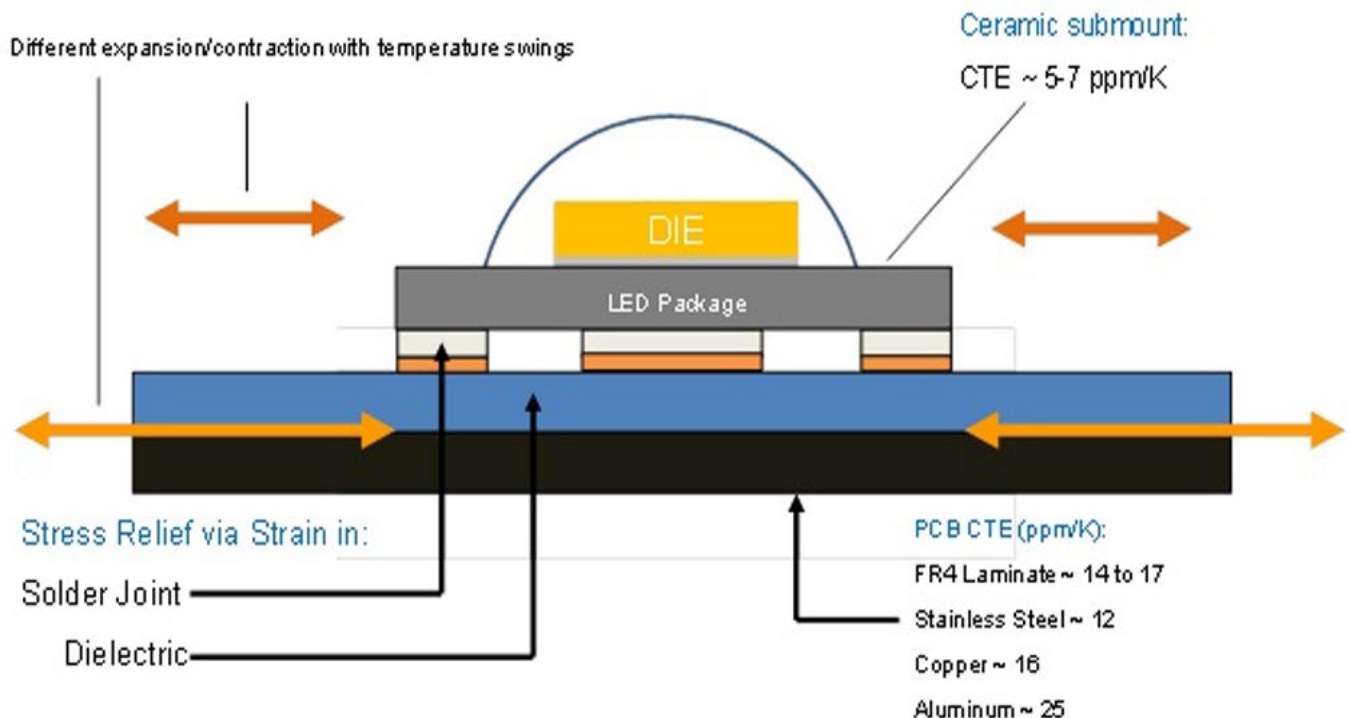 Different expansion/contraction with temperature swings
Ceramic submount:
CTE ~ 5-7 ppm/K
DIE
LED Package
Stress Relief via Strain in:
Solder Joint
Dielectric
PCB CTE (ppm/K):
FR4 Laminate ~ 14 to 17
Stainless Steel ~ 12
Copper ~ 16
Aluminum ~ 25